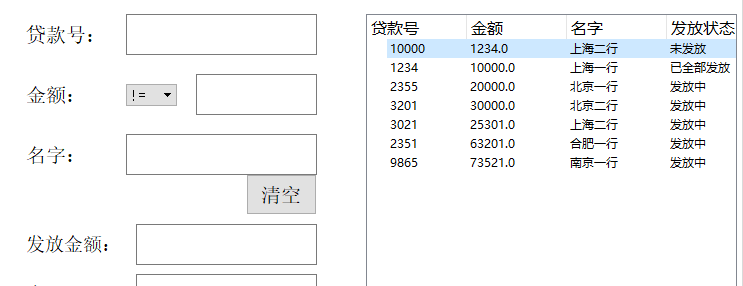 贷款号：
金额：
!=
名字：
清空
发放金额：
贷款号 金额 名字 发放状态
10000 1234.0 上海二行 未发放
1234 10000.0 上海一行 已全部发放
2355 20000.0 北京一行 发放中
3201 30000.0 北京二行 发放中
3021 25301.0 上海二行 发放中
2351 63201.0 合肥一行 发放中
9865 73521.0 南京一行 发放中